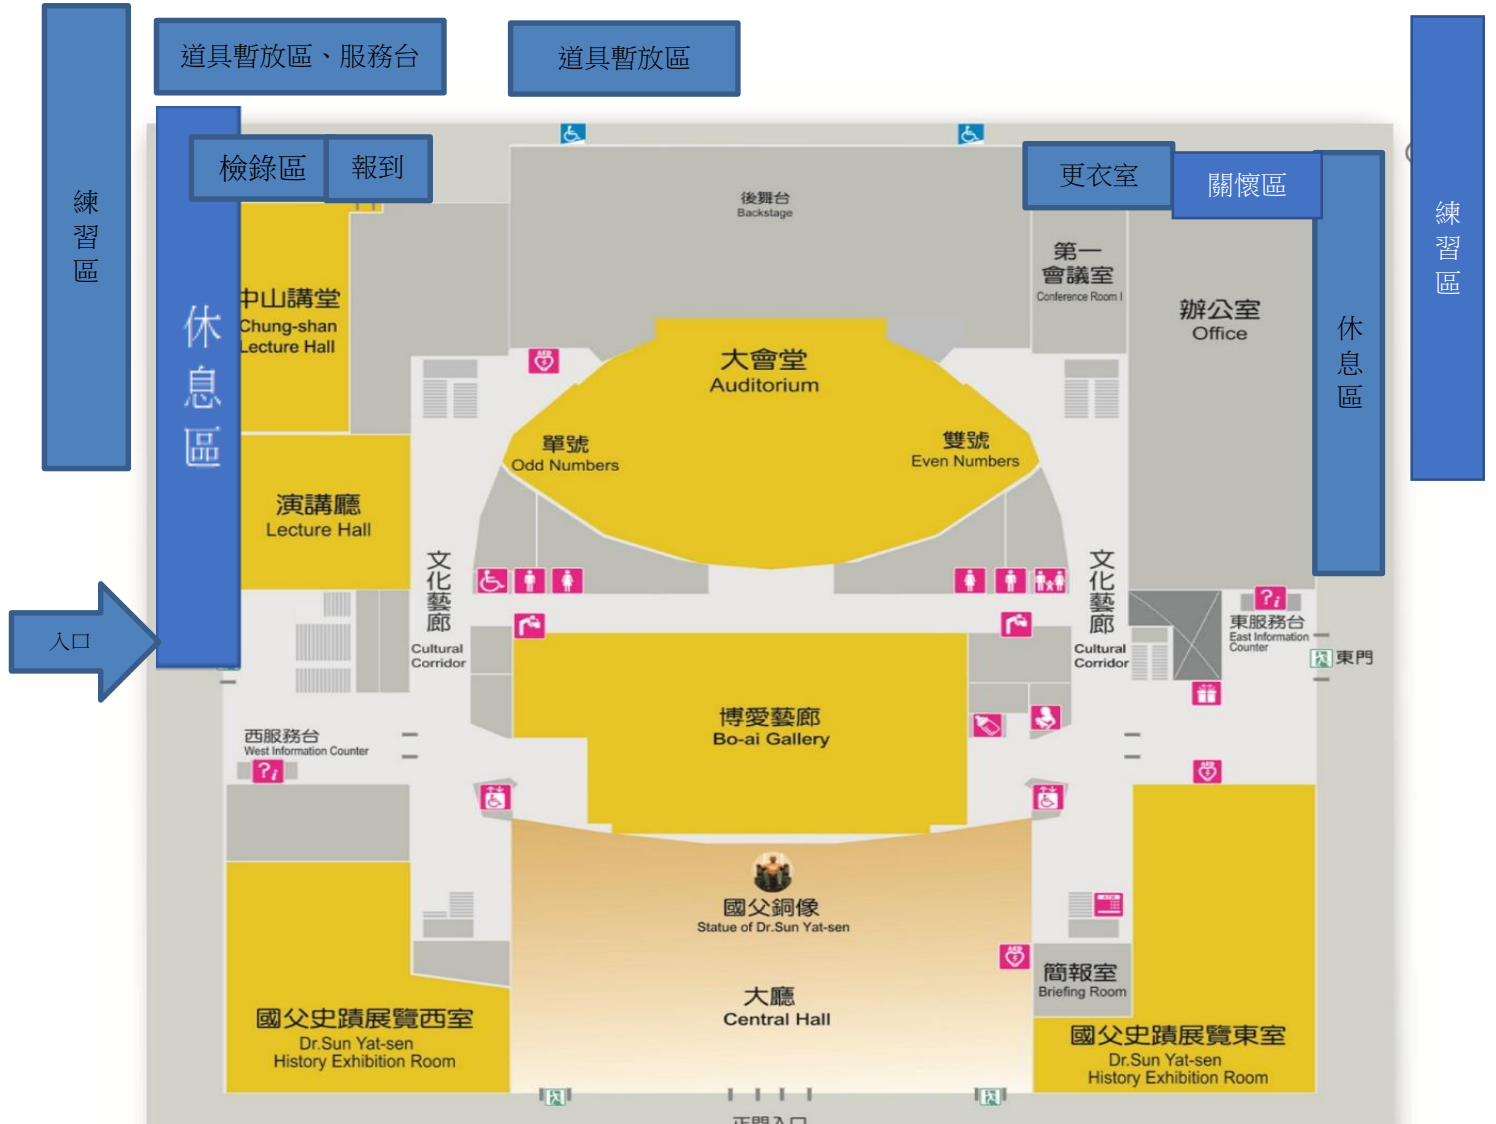 道具暫放區、服務台
道具暫放區
練習區
檢錄區
報到
更衣室
關懷區
練習區
休息區
後舞台
Backstage
第一
會議室
Conference Room I
中山講堂
Chung-shan
Lecture Hall
辦公室
Office
休息區
AED
大會堂
Auditorium
單號
Odd Numbers
雙號
Even Numbers
演講廳
Lecture Hall
文化藝廊
Cultural
Corridor
文化藝廊
Cultural
Corridor
?i
東服務台
East Information
Counter
東門
入口
博愛藝廊
Bo-ai Gallery
西服務台
West Information Counter
?i
AED
國父銅像
Statue of Dr.Sun Yat-sen
ATM
AED
簡報室
Briefing Room
大廳
Central Hall
國父史蹟展覽西室
Dr.Sun Yat-sen
History Exhibition Room
國父史蹟展覽東室
Dr.Sun Yat-sen
History Exhibition Room
正門入口